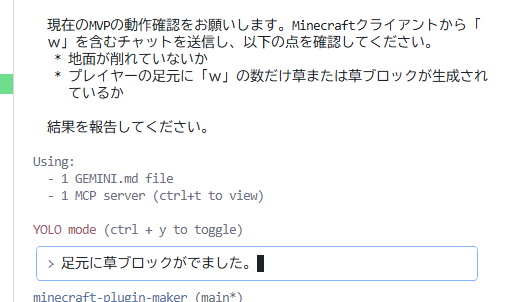 現在のMVPの動作確認をお願いします。Minecraftクライアントから「
ｗ」を含むチャットを送信し、以下の点を確認してください。
* 地面が削れていないか
* プレイヤーの足元に「ｗ」の数だけ草または草ブロックが生成され
ているか
結果を報告してください。
Using:
- 1 GEMINI.md file
- 1 MCP server (ctrl+t to view)
YOLO mode (ctrl + y to toggle)
> 足元に草ブロックがでました。
minecraft-plugin-maker (main*)